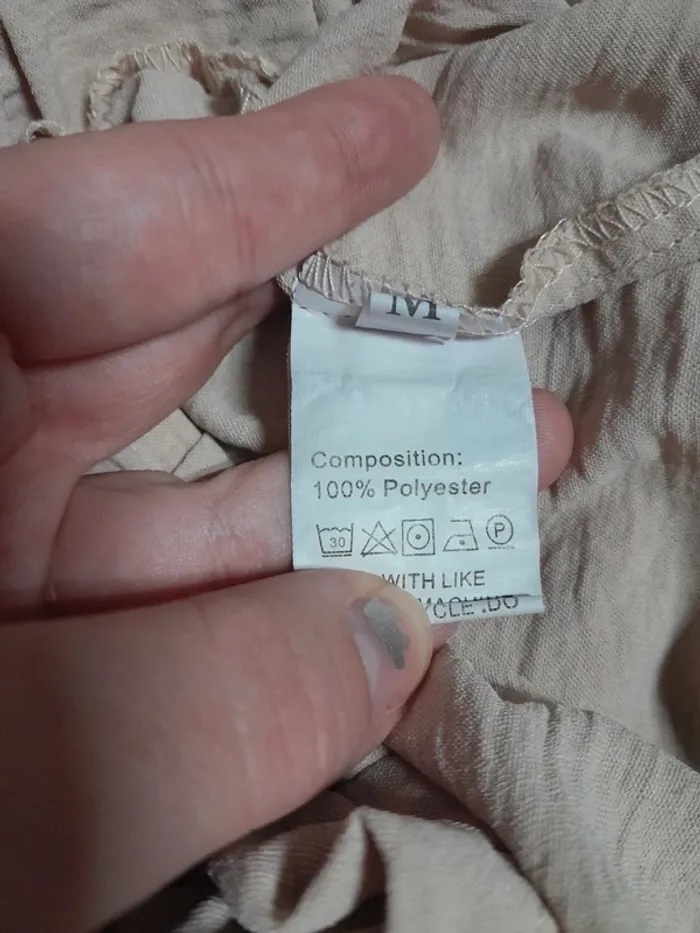 M
Composition:
100% Polyester
30 P
WITH LIKE